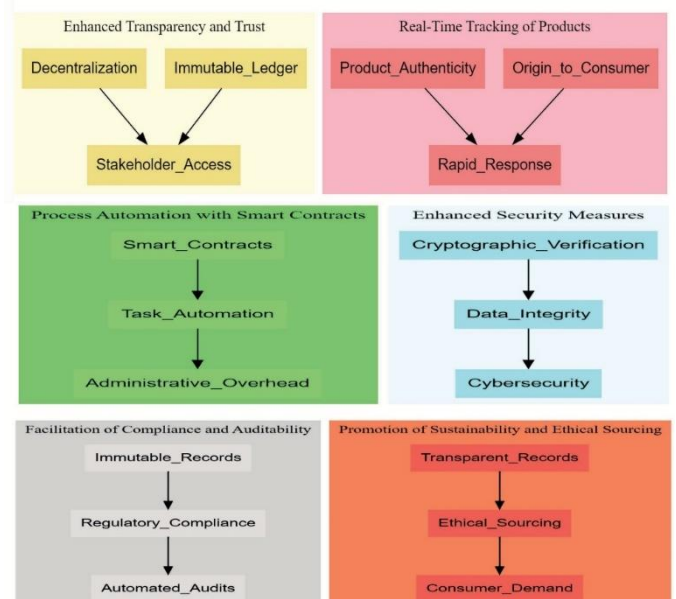 Enhanced Transparency and Trust
Decentralization
Immutable_Ledger
Stakeholder_Access
Real-Time Tracking of Products
Product_Authenticity
Origin_to_Consumer
Rapid_Response
Process Automation with Smart Contracts
Smart_Contracts
Task_Automation
Administrative_Overhead
Enhanced Security Measures
Cryptographic_Verification
Data_Integrity
Cybersecurity
Facilitation of Compliance and Auditability
Immutable_Records
Regulatory_Compliance
Automated_Audits
Promotion of Sustainability and Ethical Sourcing
Transparent_Records
Ethical_Sourcing
Consumer_Demand